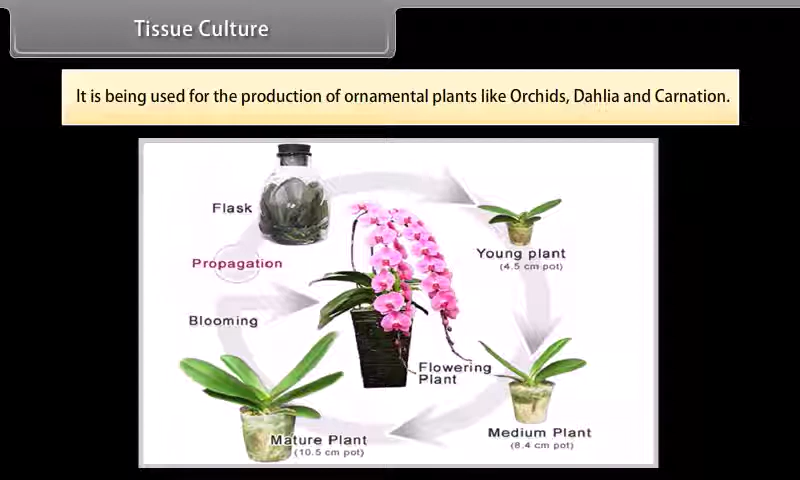 Tissue Culture
It is being used for the production of ornamental plants like Orchids, Dahlia and Carnation.
Flask
Young plant
(4.5 cm pot)
Propagation
Blooming
Flowering
Plant
Medium Plant
(8.4 cm pot)
Mature Plant
(10.5 cm pot)